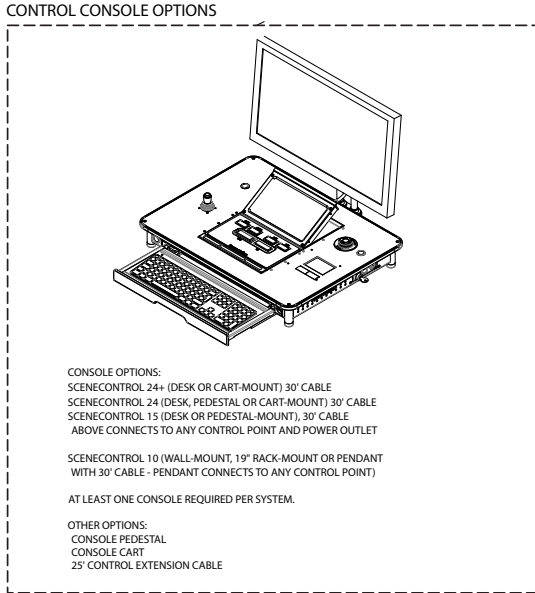 CONTROL CONSOLE OPTIONS
CONSOLE OPTIONS:
SCENECONTROL 24+ (DESK OR CART-MOUNT) 30' CABLE
SCENECONTROL 24 (DESK, PEDESTAL OR CART-MOUNT) 30' CABLE
SCENECONTROL 15 (DESK OR PEDESTAL-MOUNT), 30' CABLE
ABOVE CONNECTS TO ANY CONTROL POINT AND POWER OUTLET
SCENECONTROL 10 (WALL-MOUNT, 19" RACK-MOUNT OR PENDANT
WITH 30' CABLE - PENDANT CONNECTS TO ANY CONTROL POINT)
AT LEAST ONE CONSOLE REQUIRED PER SYSTEM.
OTHER OPTIONS:
CONSOLE PEDESTAL
CONSOLE CART
25' CONTROL EXTENSION CABLE